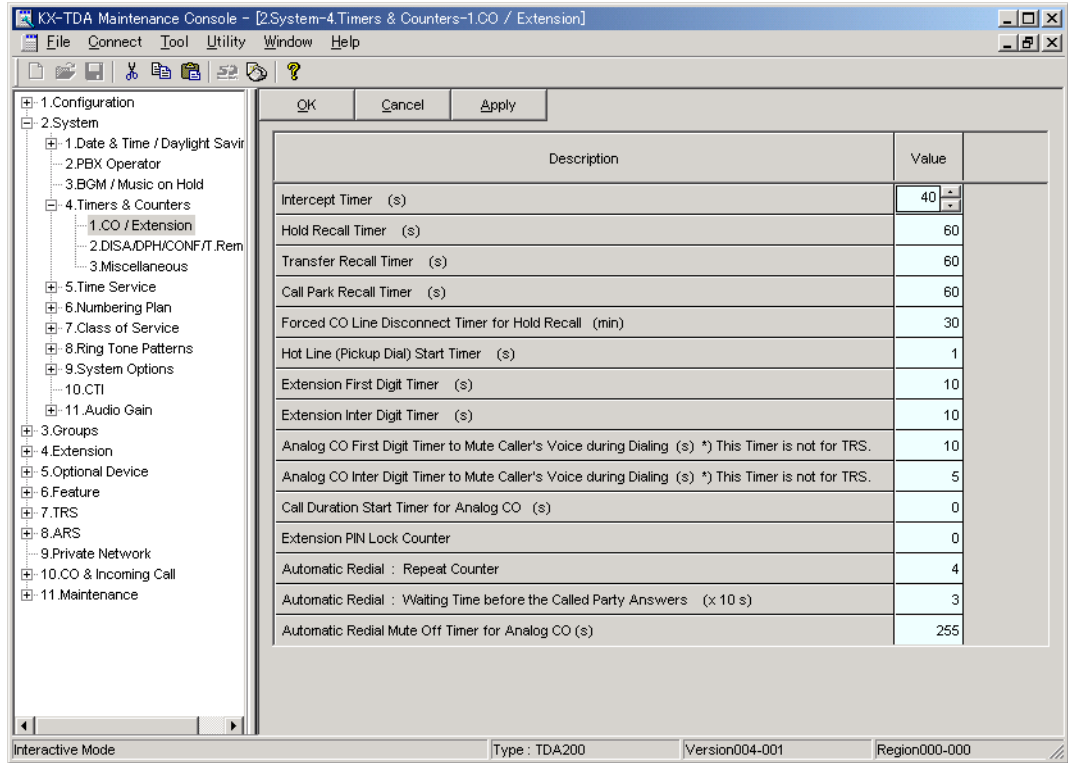 KX-TDA Maintenance Console - [2.System-4.Timers & Counters-1.CO / Extension]
File Connect Tool Utility Window Help
1.Configuration
2.System
1.Date & Time / Daylight Savir
2.PBX Operator
3.BGM / Music on Hold
4.Timers & Counters
1.CO / Extension
2.DISA/DPH/CONF/T.Rem
3.Miscellaneous
5.Time Service
6.Numbering Plan
7.Class of Service
8.Ring Tone Patterns
9.System Options
10.CTI
11.Audio Gain
3.Groups
4.Extension
5.Optional Device
6.Feature
7.TRS
8.ARS
9.Private Network
10.CO & Incoming Call
11.Maintenance
OK Cancel Apply
Description Value
Intercept Timer (s) 40
Hold Recall Timer (s) 60
Transfer Recall Timer (s) 60
Call Park Recall Timer (s) 60
Forced CO Line Disconnect Timer for Hold Recall (min) 30
Hot Line (Pickup Dial) Start Timer (s) 1
Extension First Digit Timer (s) 10
Extension Inter Digit Timer (s) 10
Analog CO First Digit Timer to Mute Caller's Voice during Dialing (s) *) This Timer is not for TRS. 10
Analog CO Inter Digit Timer to Mute Caller's Voice during Dialing (s) *) This Timer is not for TRS. 5
Call Duration Start Timer for Analog CO (s) 0
Extension PIN Lock Counter 0
Automatic Redial : Repeat Counter 4
Automatic Redial : Waiting Time before the Called Party Answers (x 10 s) 3
Automatic Redial Mute Off Timer for Analog CO (s) 255
Interactive Mode Type : TDA200 Version004-001 Region000-000